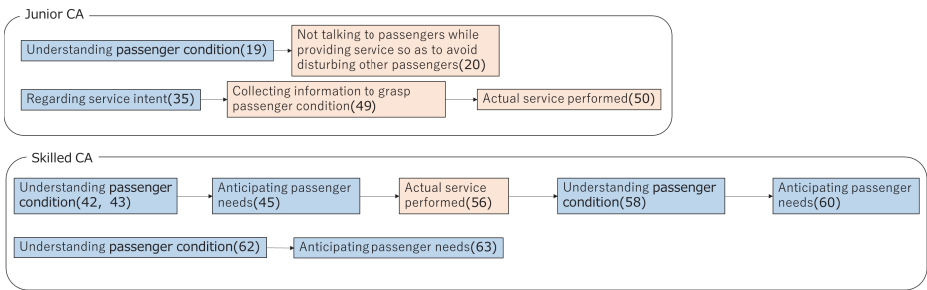 Junior CA
Understanding passenger condition(19)
Not talking to passengers while
providing service so as to avoid
disturbing other passengers(20)
Regarding service intent(35)
Collecting information to grasp
passenger condition(49)
Actual service performed(50)
Skilled CA
Understanding passenger
condition(42, 43)
Anticipating passenger
needs(45)
Actual service
performed(56)
Understanding passenger
condition(58)
Anticipating passenger
needs(60)
Understanding passenger condition(62)
Anticipating passenger needs(63)